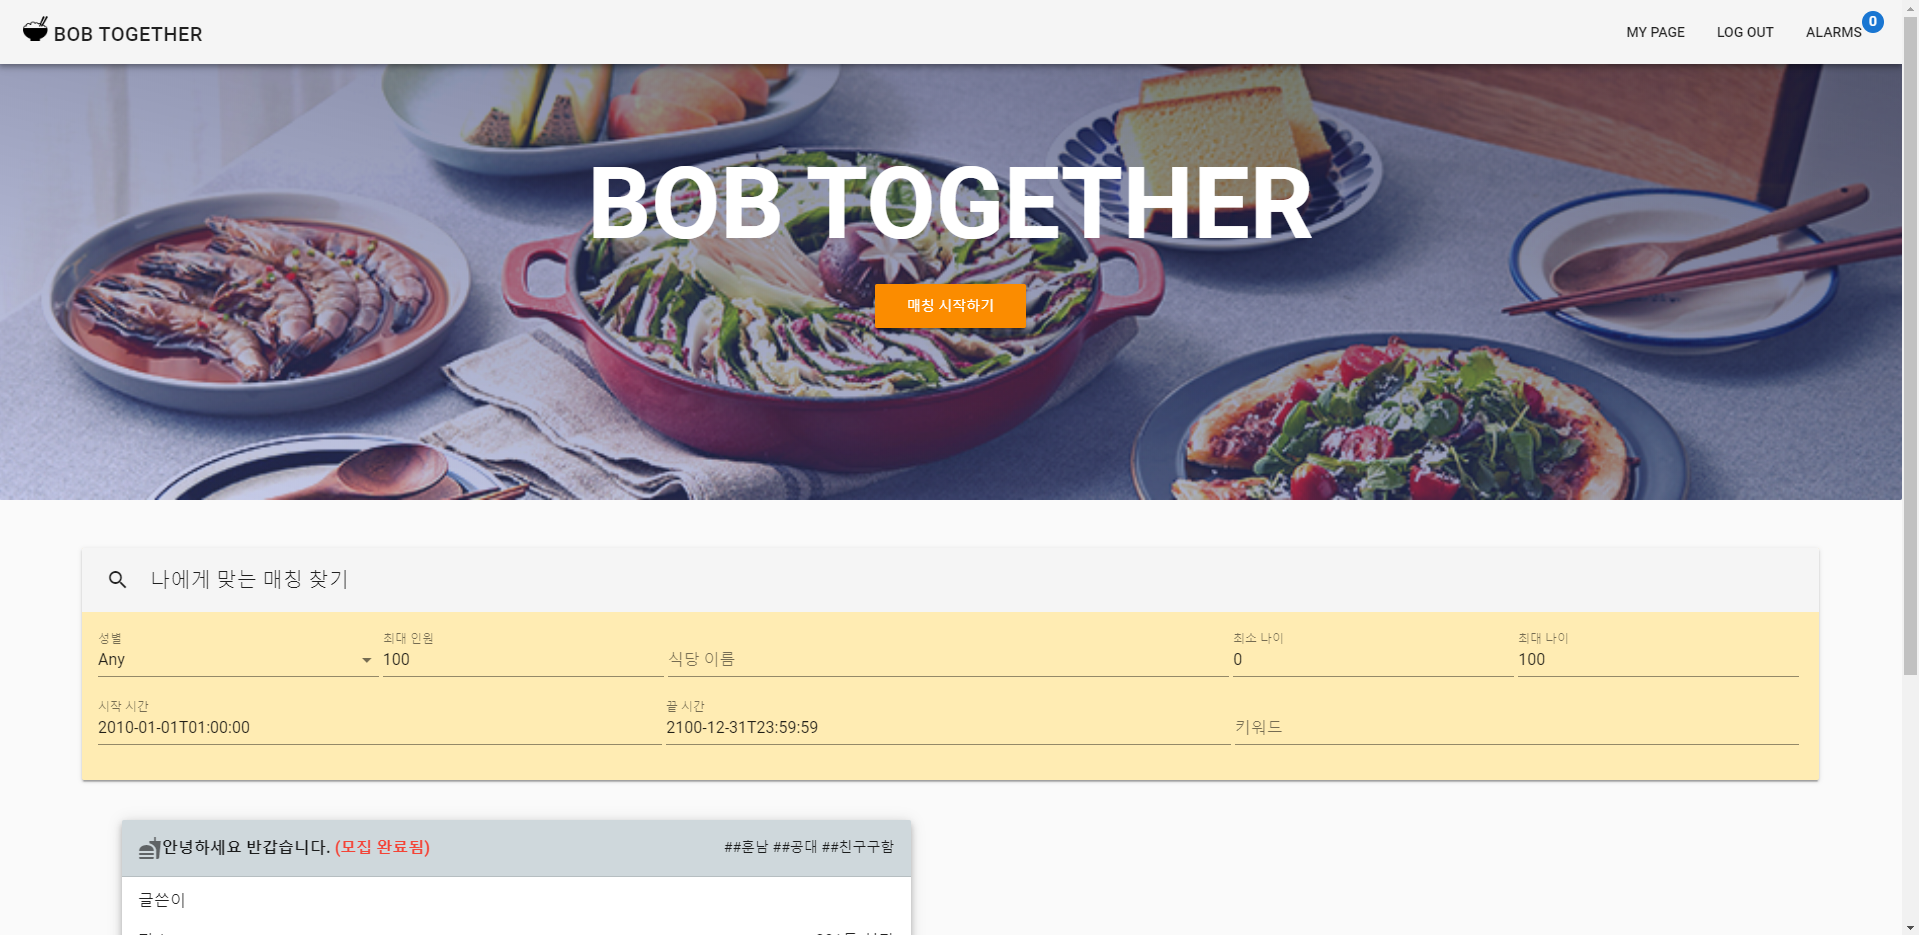 BOB TOGETHER
MY PAGE
LOG OUT
ALARMS
0
BOB TOGETHER
매칭 시작하기
나에게 맞는 매칭 찾기
성별
Any
최대 인원
100
식당 이름
최소 나이
0
최대 나이
100
시작 시간
2010-01-01T01:00:00
끝 시간
2100-12-31T23:59:59
키워드
안녕하세요 반갑습니다. (모집 완료됨)
##훈남 ##공대 ##친구구함
글쓴이